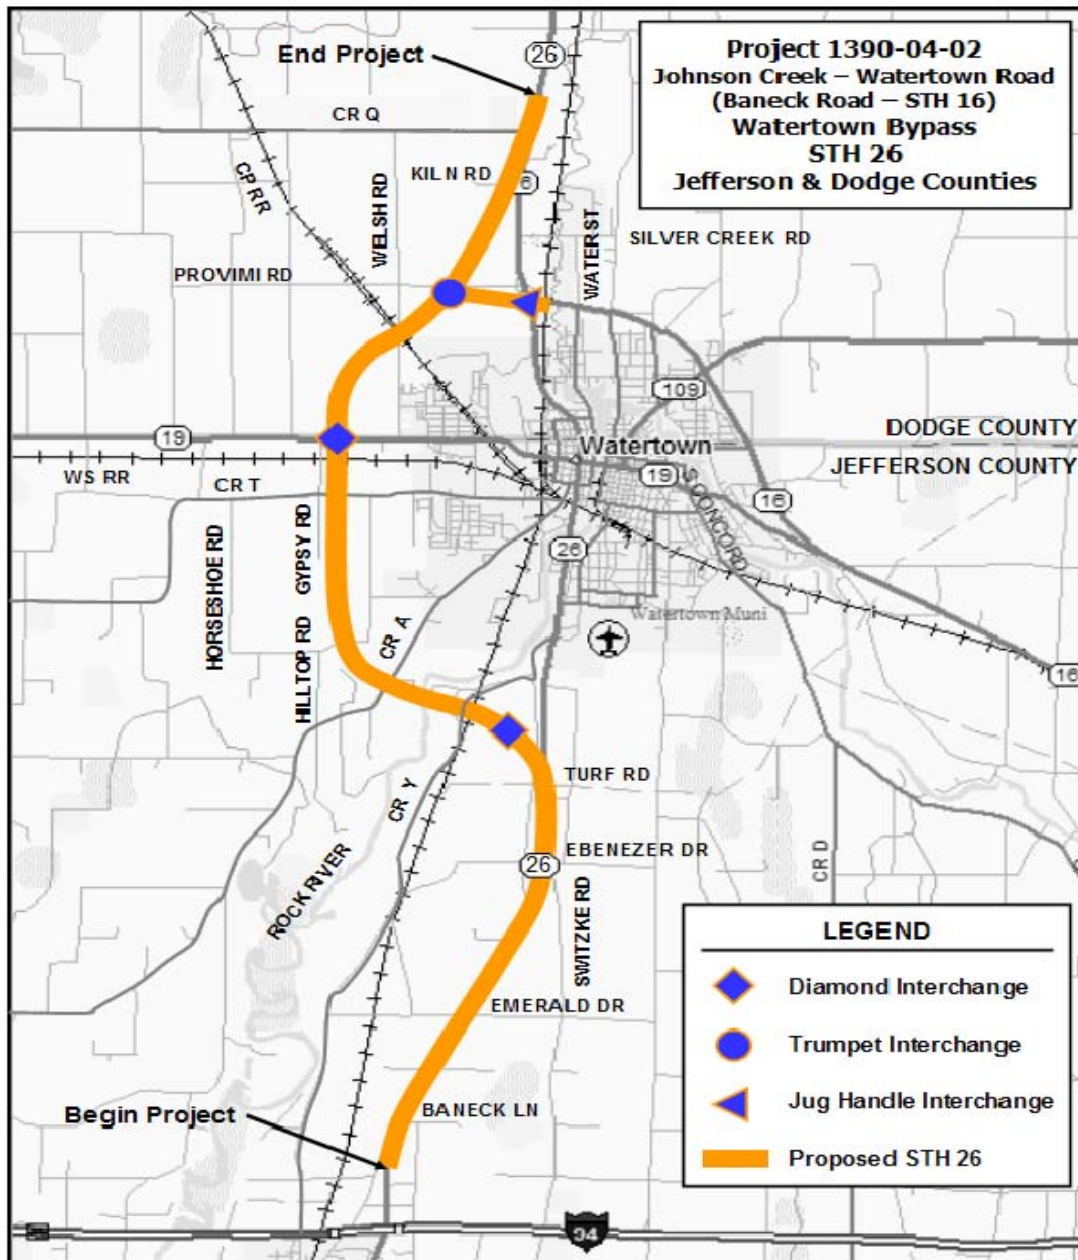 End Project
26
Project 1390-04-02
Johnson Creek – Watertown Road
(Baneck Road – STH 16)
Watertown Bypass
STH 26
Jefferson & Dodge Counties
CR Q
CP RR
WELSH RD
KILN RD
6
WATER ST
SILVER CREEK RD
PROVIMI RD
109
19
Watertown
DODGE COUNTY
JEFFERSON COUNTY
WS RR
CR T
19
S CONCORD
16
HORSESHOE RD
GYPSY RD
26
HILLTOP RD
CR A
Watertown Muni
16
TURF RD
CR Y
EBENEZER DR
26
CR D
ROCK RIVER
SWITZKE RD
EMERALD DR
BANECK LN
Begin Project
LEGEND
Diamond Interchange
Trumpet Interchange
Jug Handle Interchange
Proposed STH 26
94